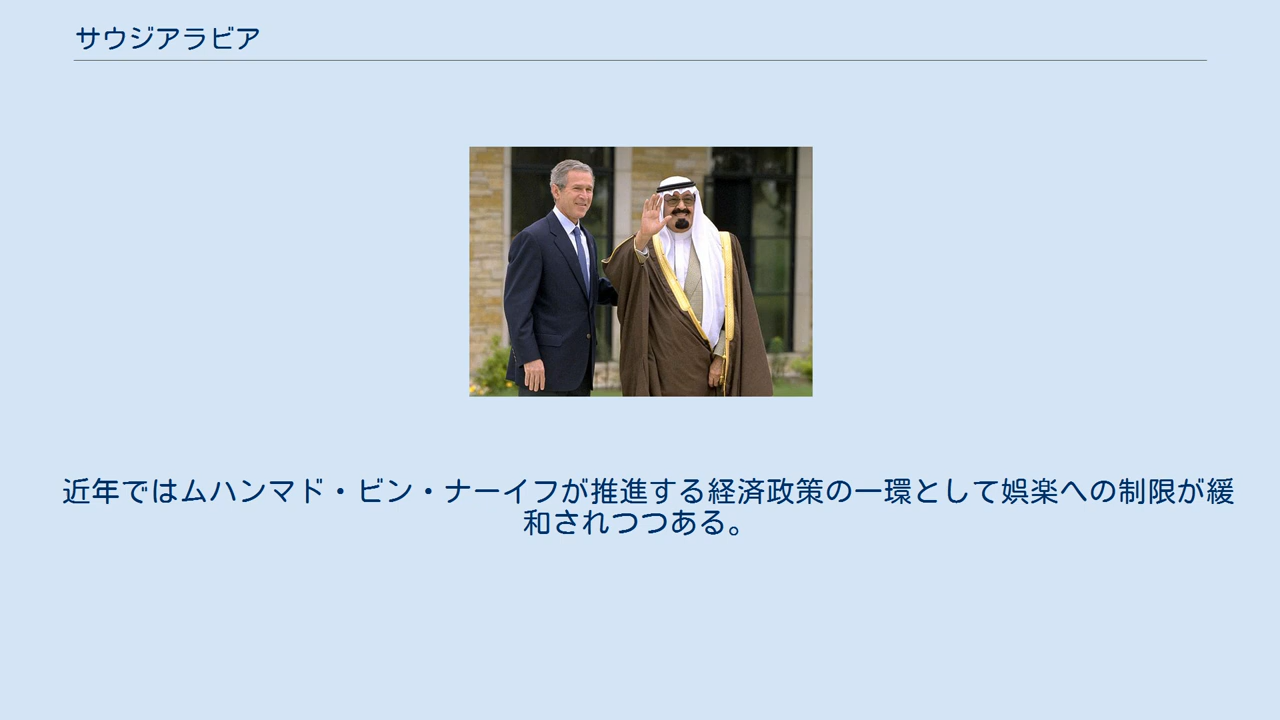 サウジアラビア
近年ではムハンマド・ビン・ナーイフが推進する経済政策の一環として娯楽への制限が緩
和されつつある。